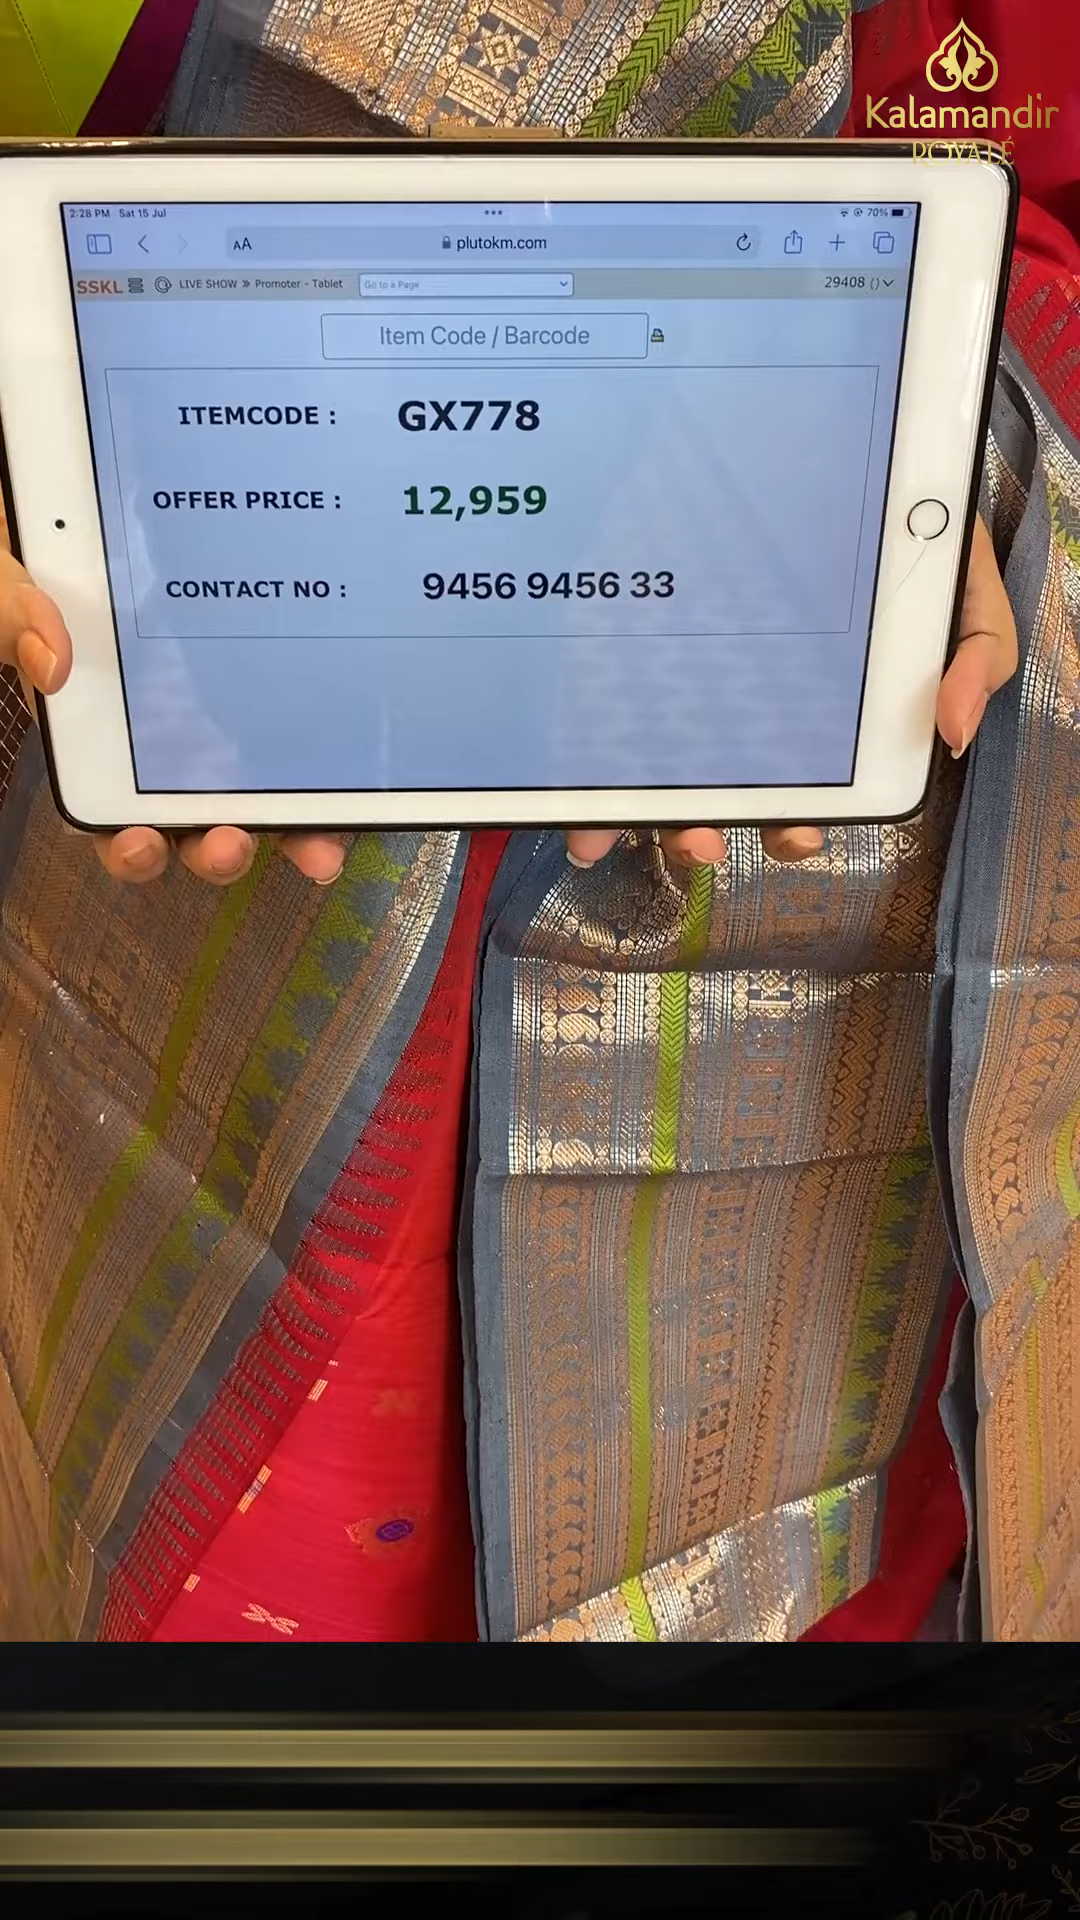 Kalamandir
ROYALÉ
2:28 PM Sat 15 Jul
70%
AA
plutokm.com
SSKL
LIVE SHOW » Promoter - Tablet
Go to a Page
29408 ()
Item Code / Barcode
ITEMCODE : GX778
OFFER PRICE : 12,959
CONTACT NO : 9456 9456 33